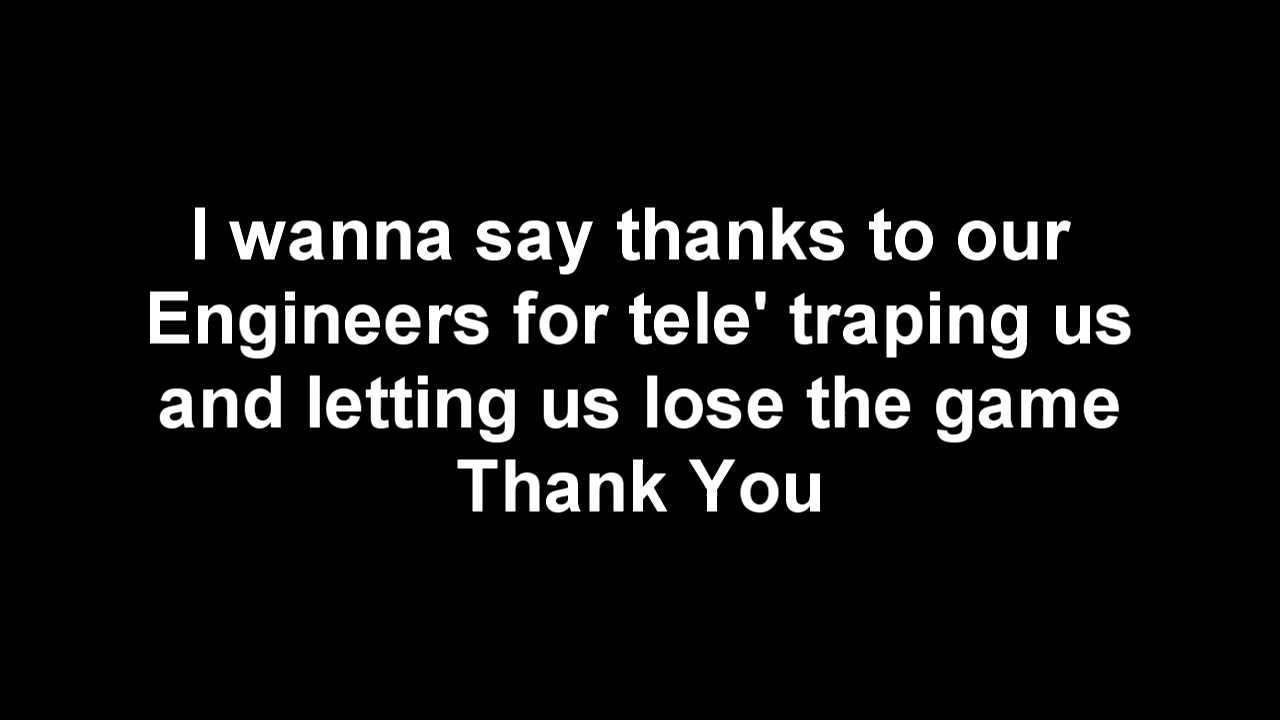 I wanna say thanks to our
Engineers for tele' traping us
and letting us lose the game
Thank You